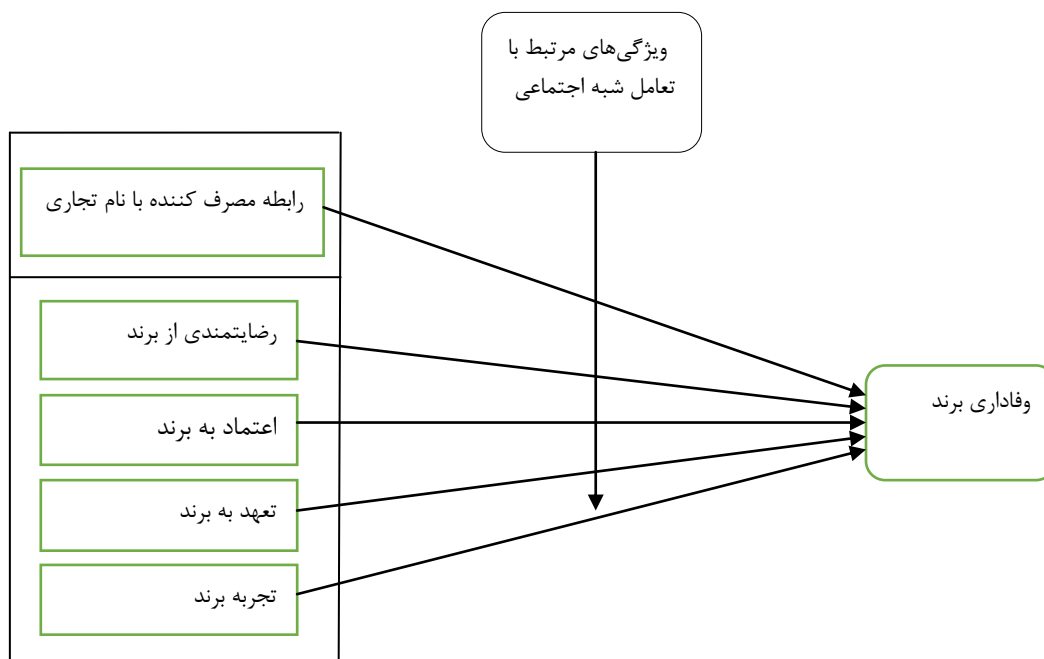 ویژگی‌های مرتبط با
تعامل شبه اجتماعی
رابطه مصرف کننده با نام تجاری
رضایتمندی از برند
اعتماد به برند
تعهد به برند
تجربه برند
وفاداری برند